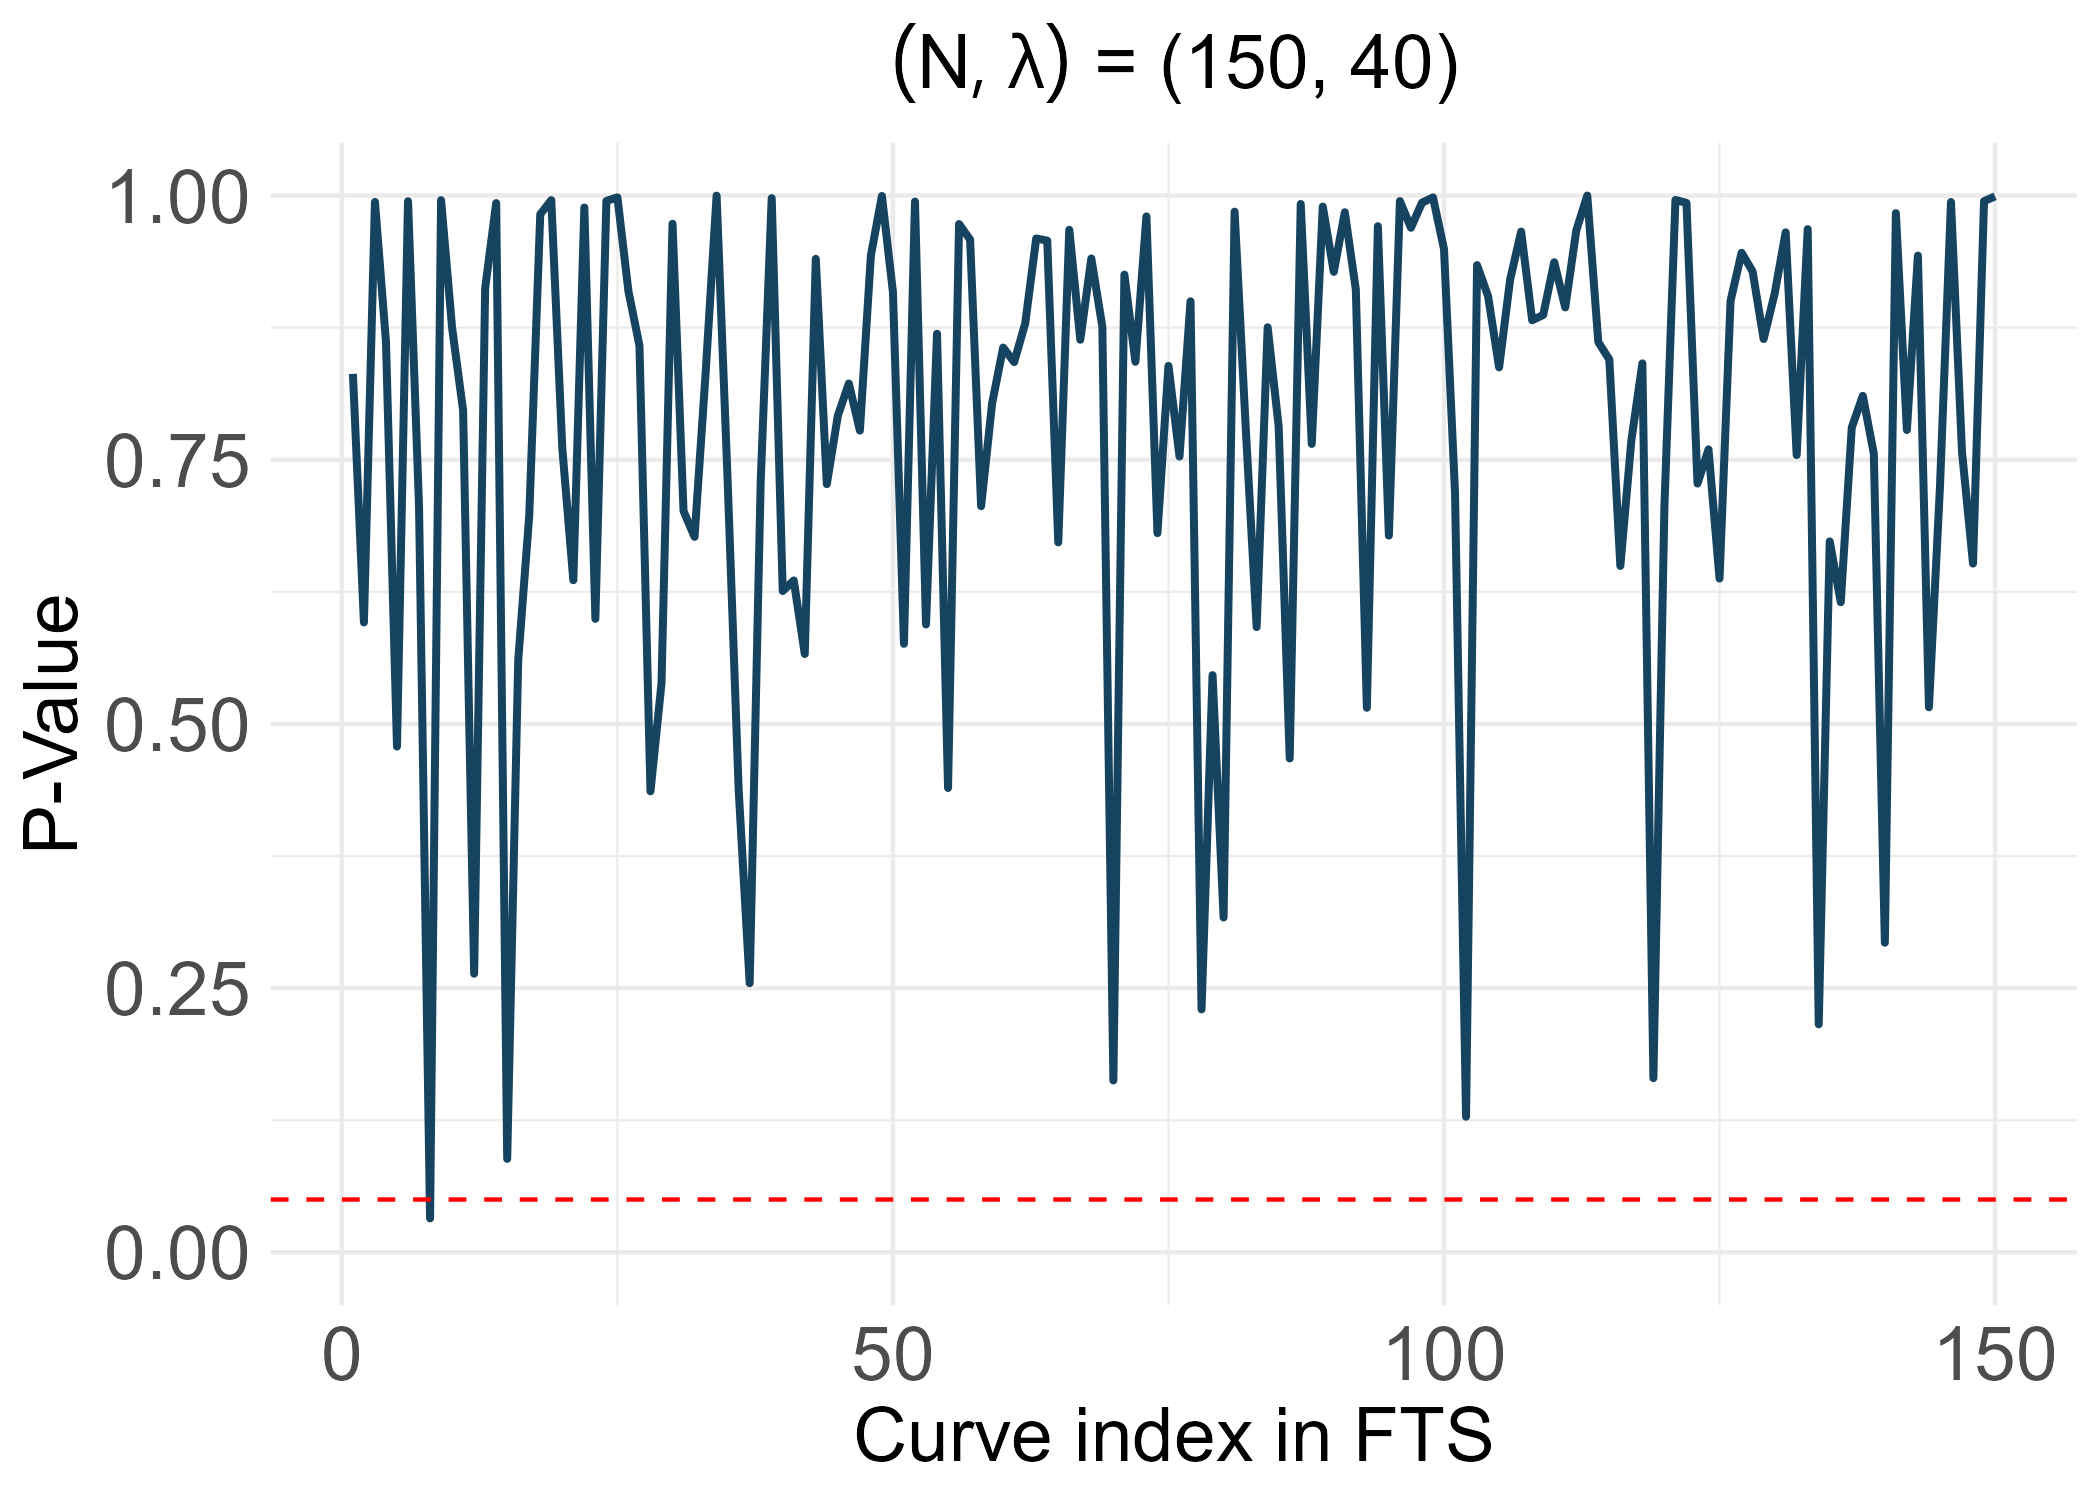 (N, λ) = (150, 40)
1.00
0.75
0.50
0.25
0.00
P-Value
0 50 100 150
Curve index in FTS